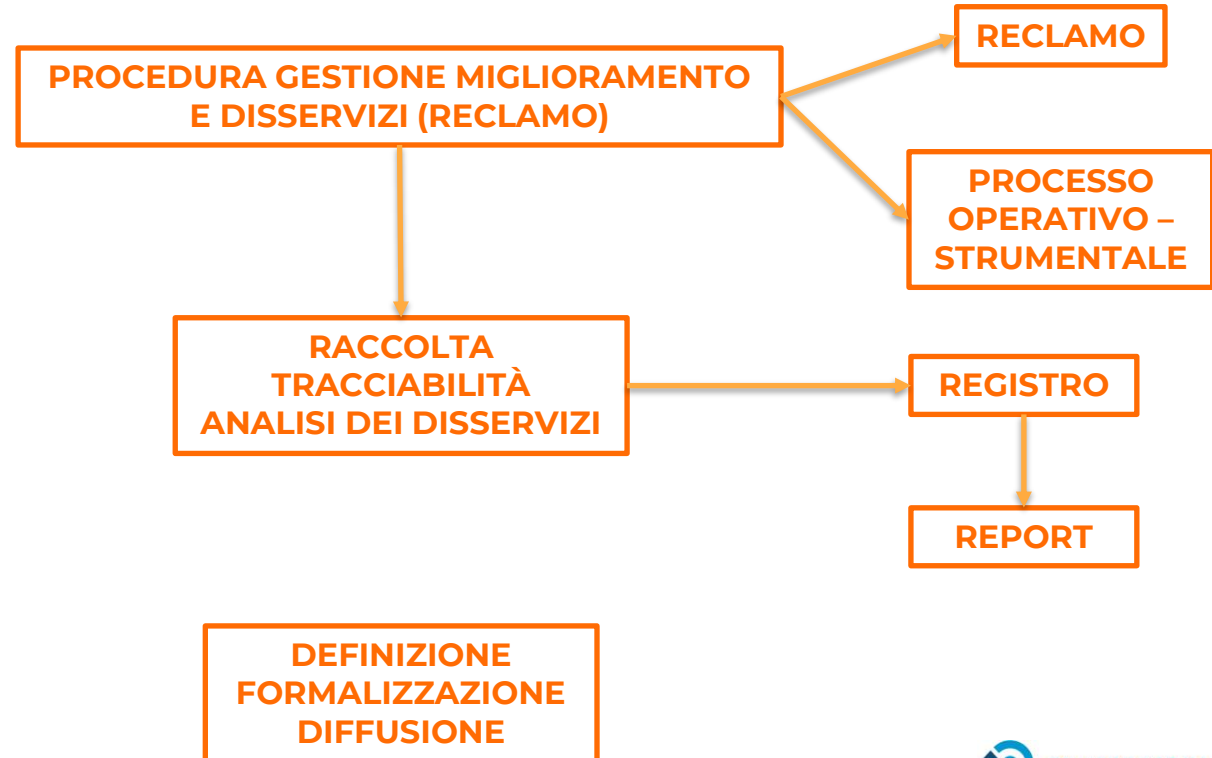 RECLAMO
PROCEDURA GESTIONE MIGLIORAMENTO
E DISSERVIZI (RECLAMO)
PROCESSO
OPERATIVO –
STRUMENTALE
RACCOLTA
TRACCIABILITÀ
ANALISI DEI DISSERVIZI
REGISTRO
REPORT
DEFINIZIONE
FORMALIZZAZIONE
DIFFUSIONE